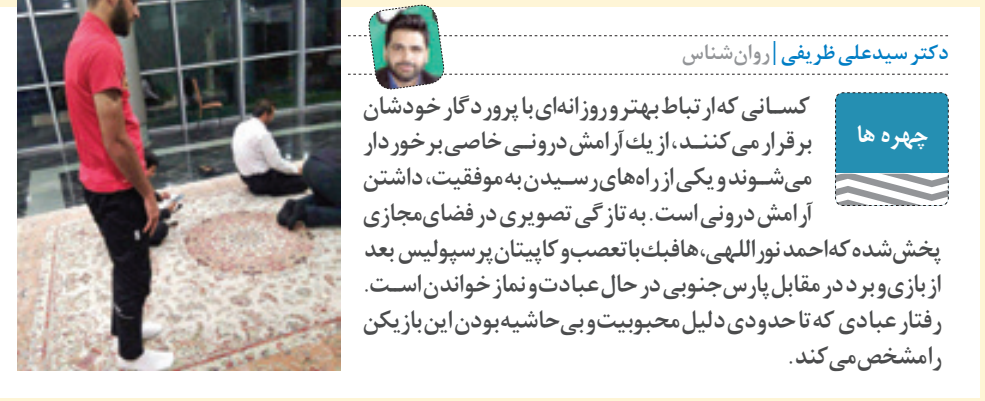 دکتر سیدعلی ظریفی | روان‌شناس
چهره ها
کسانی که ارتباط بهتر و روزانه‌ای با پروردگار خودشان
برقرار می‌کنند، از یك آرامش درونی خاصی برخوردار
می‌شوند و یکی از راه‌های رسیدن به موفقیت، داشتن
آرامش درونی است. به تازگی تصویری در فضای مجازی
پخش شده که احمد نوراللهی، هافبك باتعصب و کاپیتان پرسپولیس بعد
از بازی و برد در مقابل پارس جنوبی در حال عبادت و نماز خواندن است.
رفتار عبادی که تا حدودی دلیل محبوبیت و بی‌حاشیه‌بودن این بازیکن
را مشخص می‌کند.